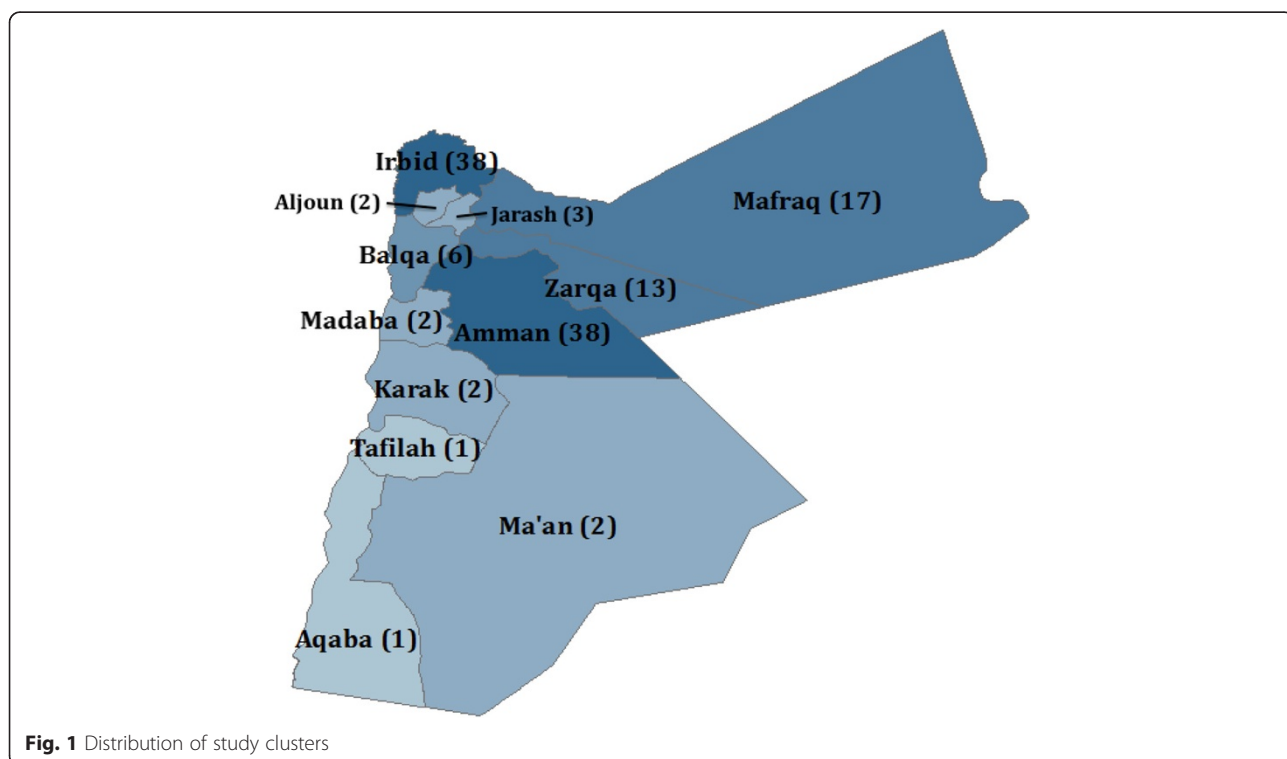 Irbid (38)
Mafraq (17)
Aljoun (2)
Jarash (3)
Balqa (6)
Zarqa (13)
Madaba (2)
Amman (38)
Karak (2)
Tafilah (1)
Ma'an (2)
Aqaba (1)
Fig. 1 Distribution of study clusters